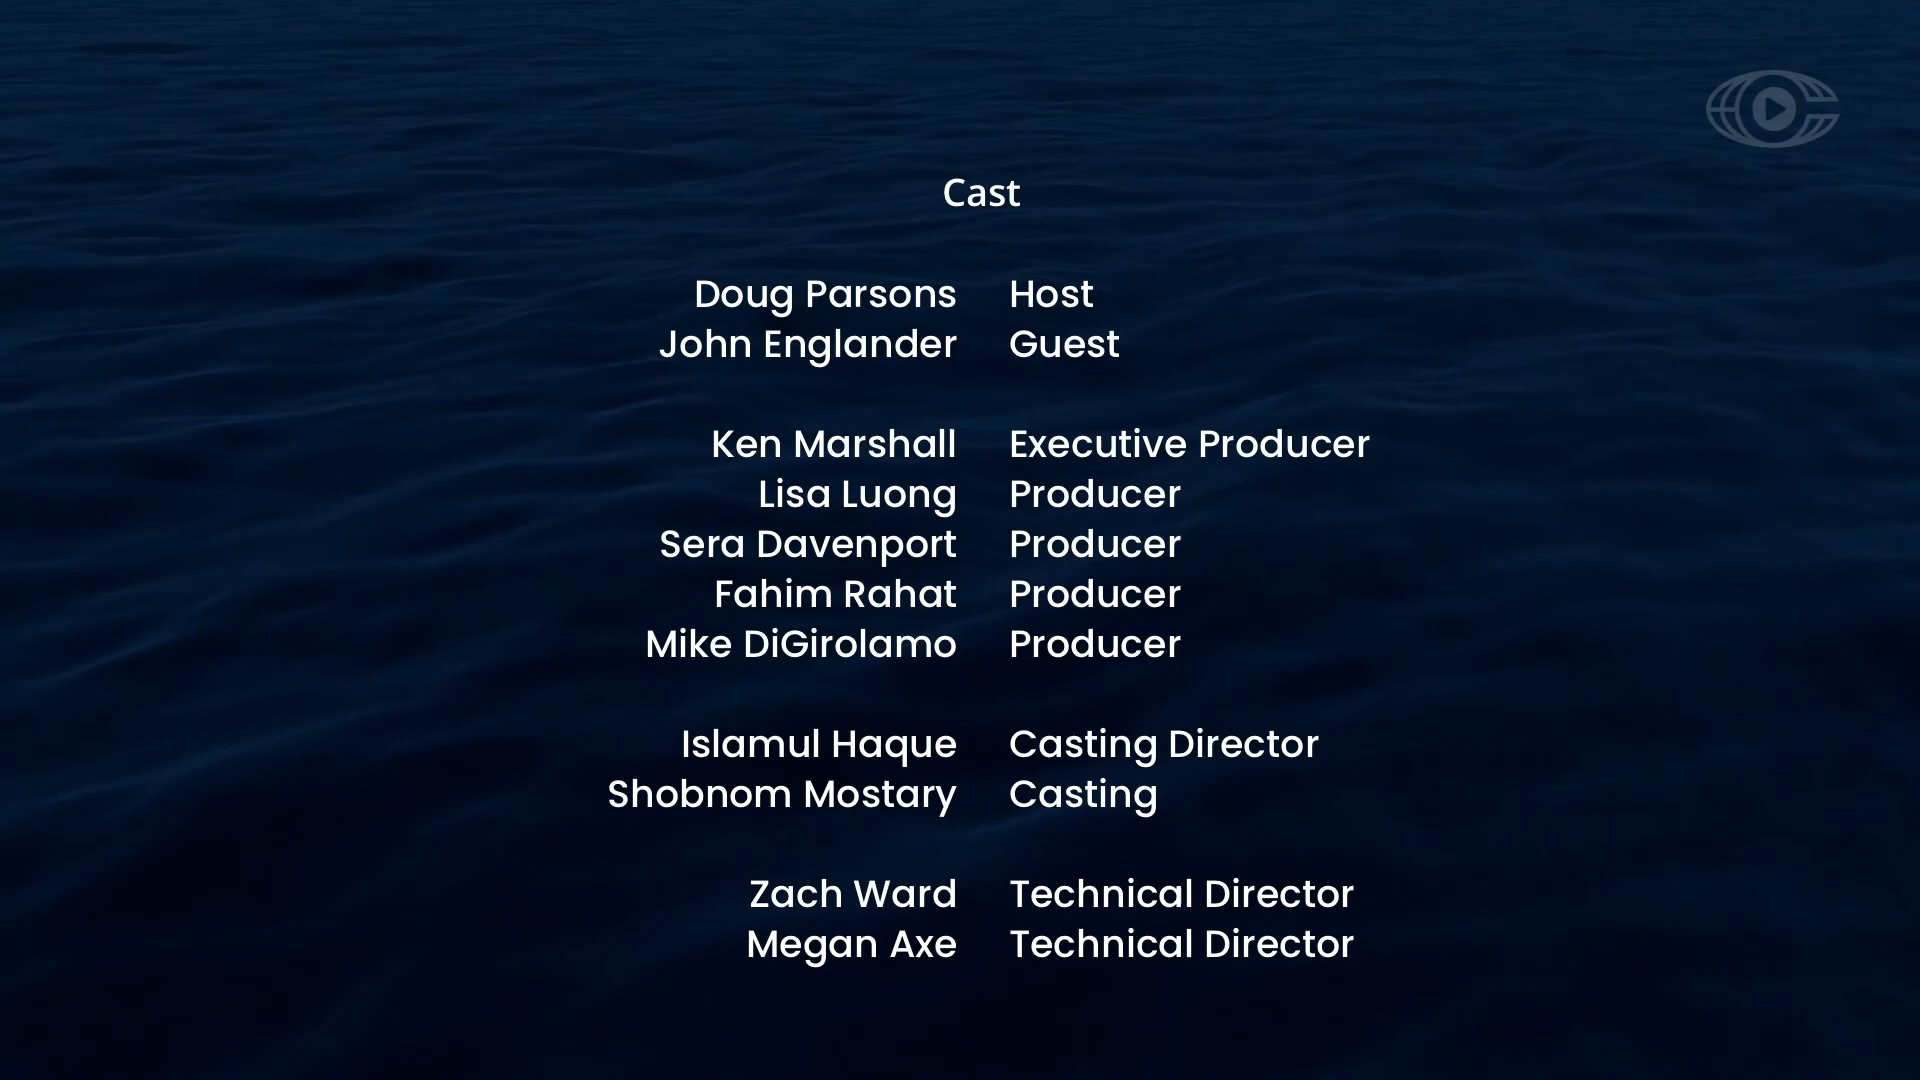 Cast
Doug Parsons Host
John Englander Guest
Ken Marshall Executive Producer
Lisa Luong Producer
Sera Davenport Producer
Fahim Rahat Producer
Mike DiGirolamo Producer
Islamul Haque Casting Director
Shobnom Mostary Casting
Zach Ward Technical Director
Megan Axe Technical Director